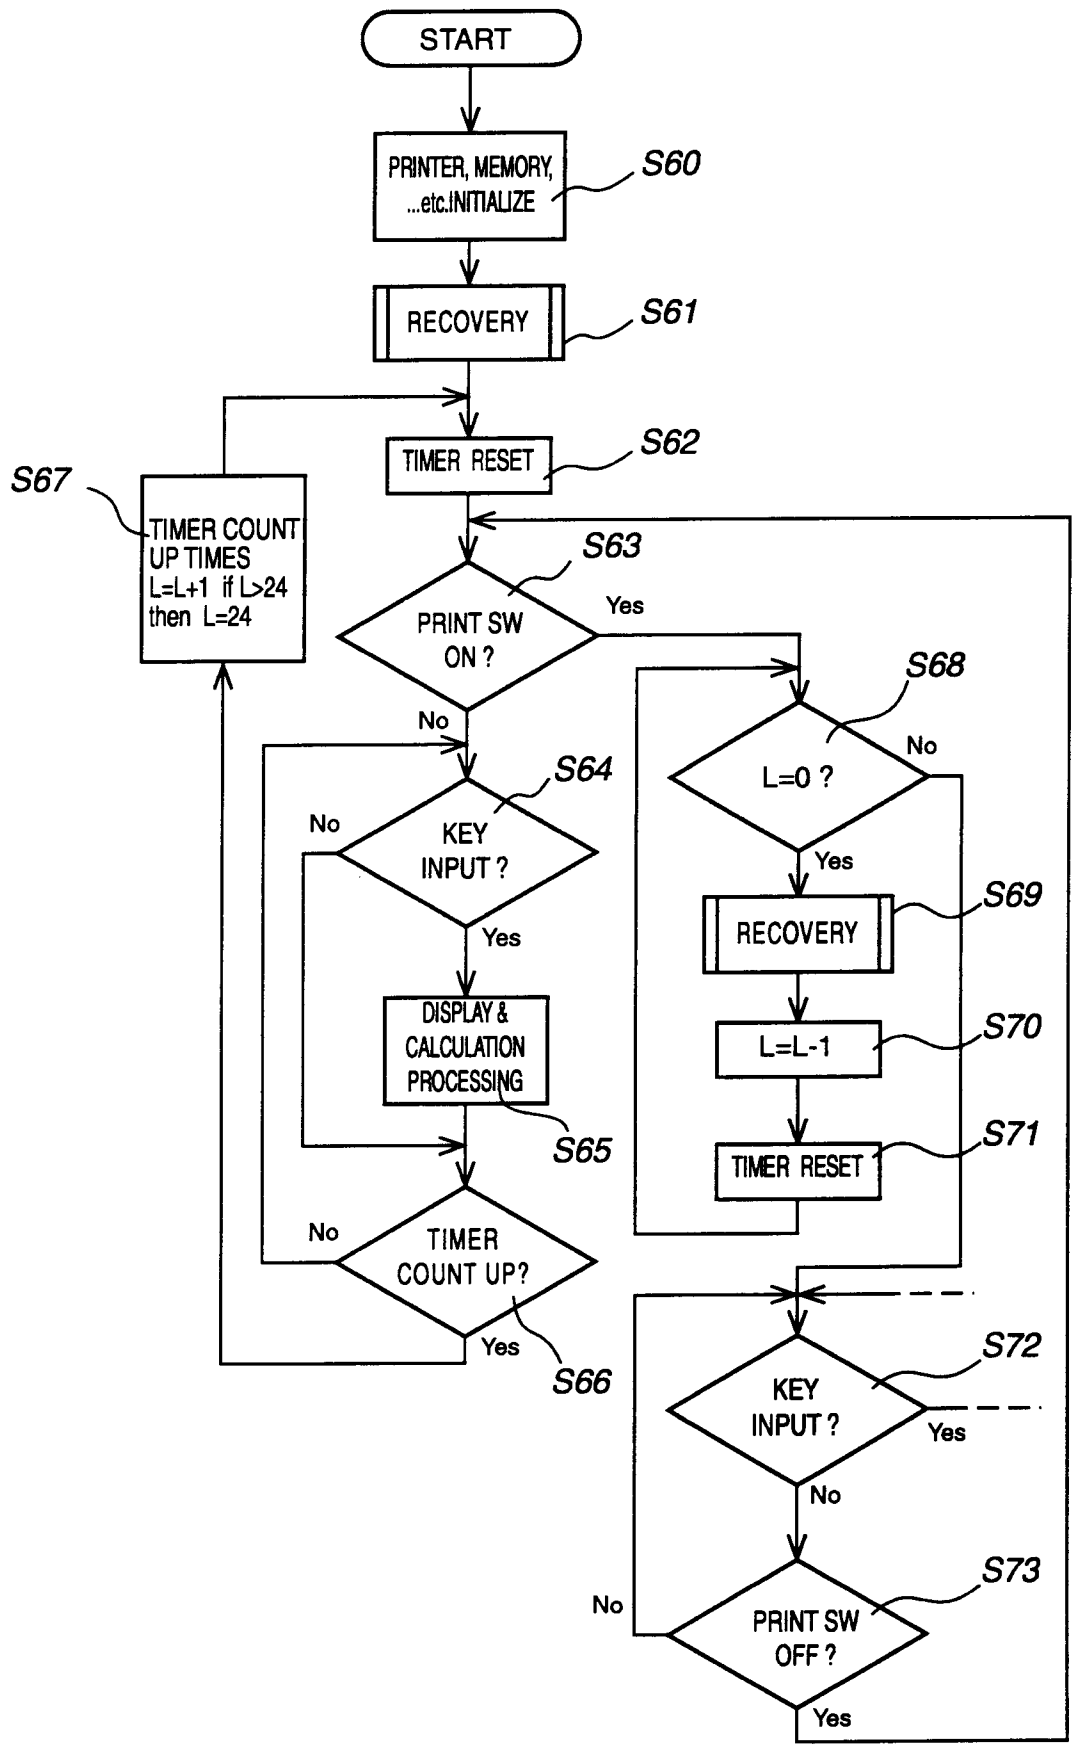 START
PRINTER, MEMORY,
...etc.INITIALIZE
S60
RECOVERY
S61
TIMER RESET
S62
S67
TIMER COUNT
UP TIMES
L=L+1 if L>24
then L=24
S63
PRINT SW
ON ?
Yes
No
S68
L=0 ?
No
Yes
S64
KEY
INPUT ?
No
Yes
S69
RECOVERY
DISPLAY &
CALCULATION
PROCESSING
S65
S70
L=L-1
S71
TIMER RESET
TIMER
COUNT UP?
No
Yes
S66
S72
KEY
INPUT ?
Yes
No
S73
PRINT SW
OFF ?
No
Yes